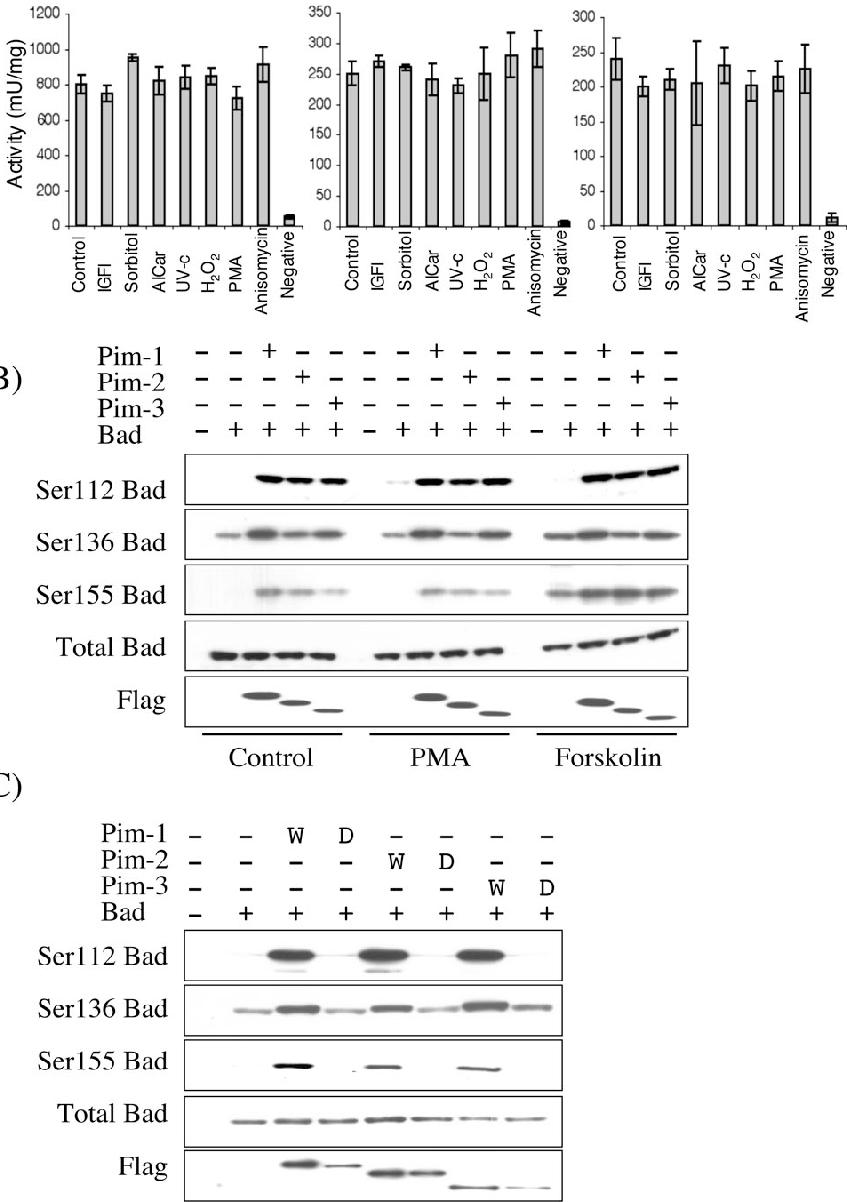 Activity (mU/mg)
1200
1000
800
600
400
200
0
Control
IGFI
Sorbitol
AICar
UV-c
H2O2
PMA
Anisomycin
Negative
350
300
250
200
150
100
50
0
Control
IGFI
Sorbitol
AICar
UV-c
H2O2
PMA
Anisomycin
Negative
300
250
200
150
100
50
0
Control
IGFI
Sorbitol
AICar
UV-c
H2O2
PMA
Anisomycin
Negative
B)
Pim-1 – – + – – – – + – – – – + – –
Pim-2 – – – + – – – – + – – – – + –
Pim-3 – – – – + – – – – + – – – – +
Bad – + + + + – + + + + – + + + +
Ser112 Bad
Ser136 Bad
Ser155 Bad
Total Bad
Flag
Control PMA Forskolin
C)
Pim-1 – – W D – – – –
Pim-2 – – – – W D – –
Pim-3 – – – – – – W D
Bad – + + + + + + +
Ser112 Bad
Ser136 Bad
Ser155 Bad
Total Bad
Flag